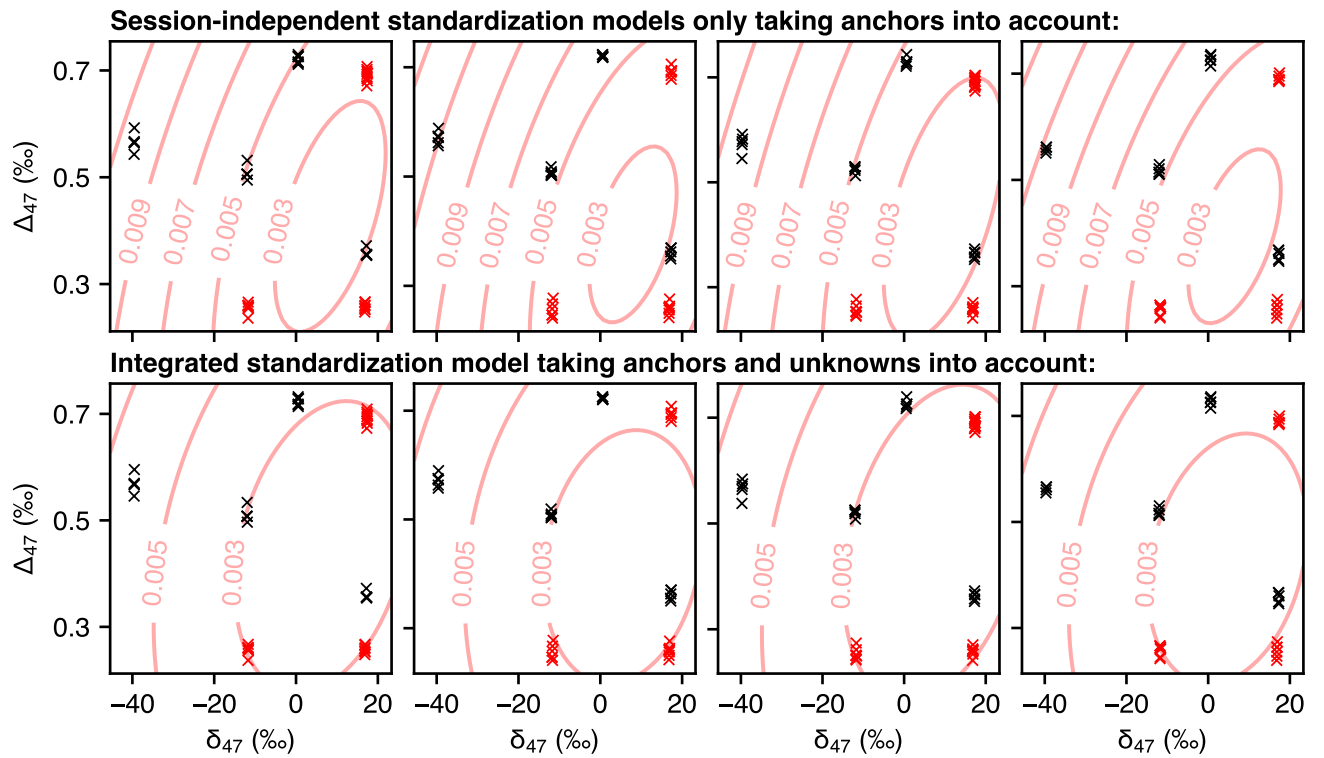 Session-independent standardization models only taking anchors into account:
0.7
0.5
0.3
Δ47 (‰)
0.009
0.007
0.005
0.003
0.009
0.007
0.005
0.003
0.009
0.007
0.005
0.003
0.009
0.007
0.005
0.003
Integrated standardization model taking anchors and unknowns into account:
0.7
0.5
0.3
Δ47 (‰)
0.005
0.003
0.005
0.003
0.005
0.003
0.005
0.003
−40 −20 0 20
−40 −20 0 20
−40 −20 0 20
−40 −20 0 20
δ47 (‰)
δ47 (‰)
δ47 (‰)
δ47 (‰)